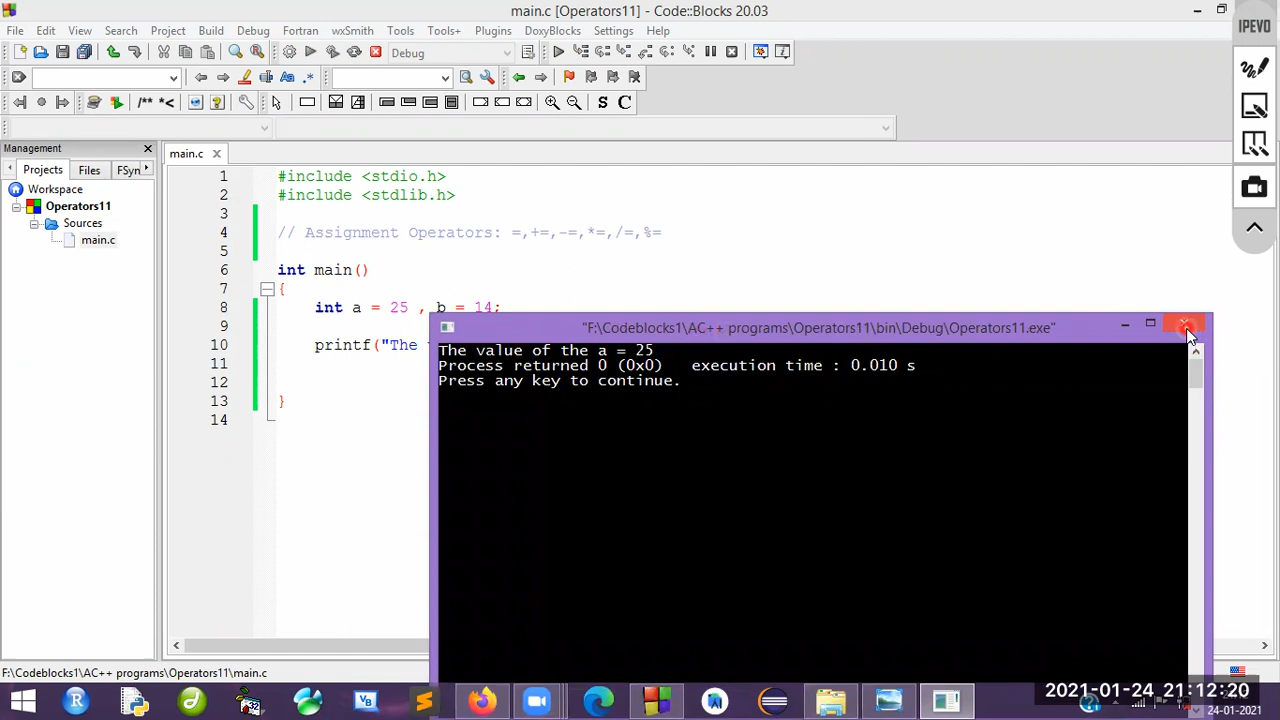 main.c [Operators11] - Code::Blocks 20.03
IPEVO
File Edit View Search Project Build Debug Fortran wxSmith Tools Tools+ Plugins DoxyBlocks Settings Help
Debug
/** *<
S C
Management
main.c
Projects Files FSyn
Workspace
Operators11
Sources
main.c
1 #include <stdio.h>
2 #include <stdlib.h>
3
4 // Assignment Operators: =,+=,-=,*=,/=,%=
5
6 int main()
7 {
8 int a = 25 , b = 14;
9
10 printf("The
11
12
13 }
14
"F:\Codeblocks1\AC++ programs\Operators11\bin\Debug\Operators11.exe"
The value of the a = 25
Process returned 0 (0x0) execution time : 0.010 s
Press any key to continue.
F:\Codeblocks1\AC++ programs\Operators11\main.c
2021-01-24 21:12:20
24-01-2021